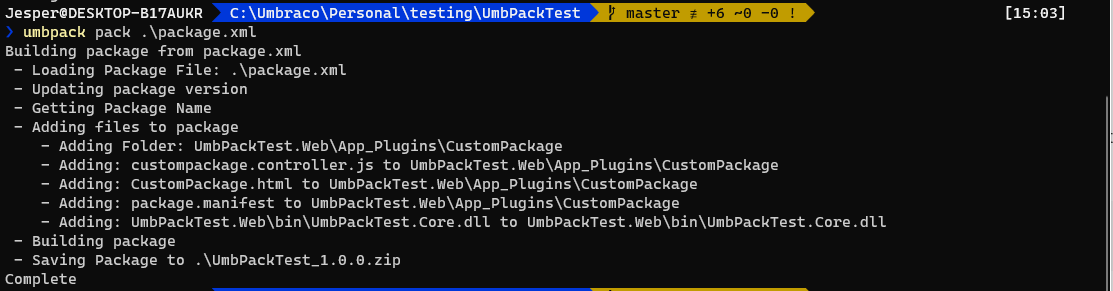 Jesper@DESKTOP-B17AUKR C:\Umbraco\Personal\testing\UmbPackTest master ≢ +6 ~0 -0 ! [15:03]
❯ umbpack pack .\package.xml
Building package from package.xml
- Loading Package File: .\package.xml
- Updating package version
- Getting Package Name
- Adding files to package
- Adding Folder: UmbPackTest.Web\App_Plugins\CustomPackage
- Adding: custompackage.controller.js to UmbPackTest.Web\App_Plugins\CustomPackage
- Adding: CustomPackage.html to UmbPackTest.Web\App_Plugins\CustomPackage
- Adding: package.manifest to UmbPackTest.Web\App_Plugins\CustomPackage
- Adding: UmbPackTest.Web\bin\UmbPackTest.Core.dll to UmbPackTest.Web\bin\UmbPackTest.Core.dll
- Building package
- Saving Package to .\UmbPackTest_1.0.0.zip
Complete